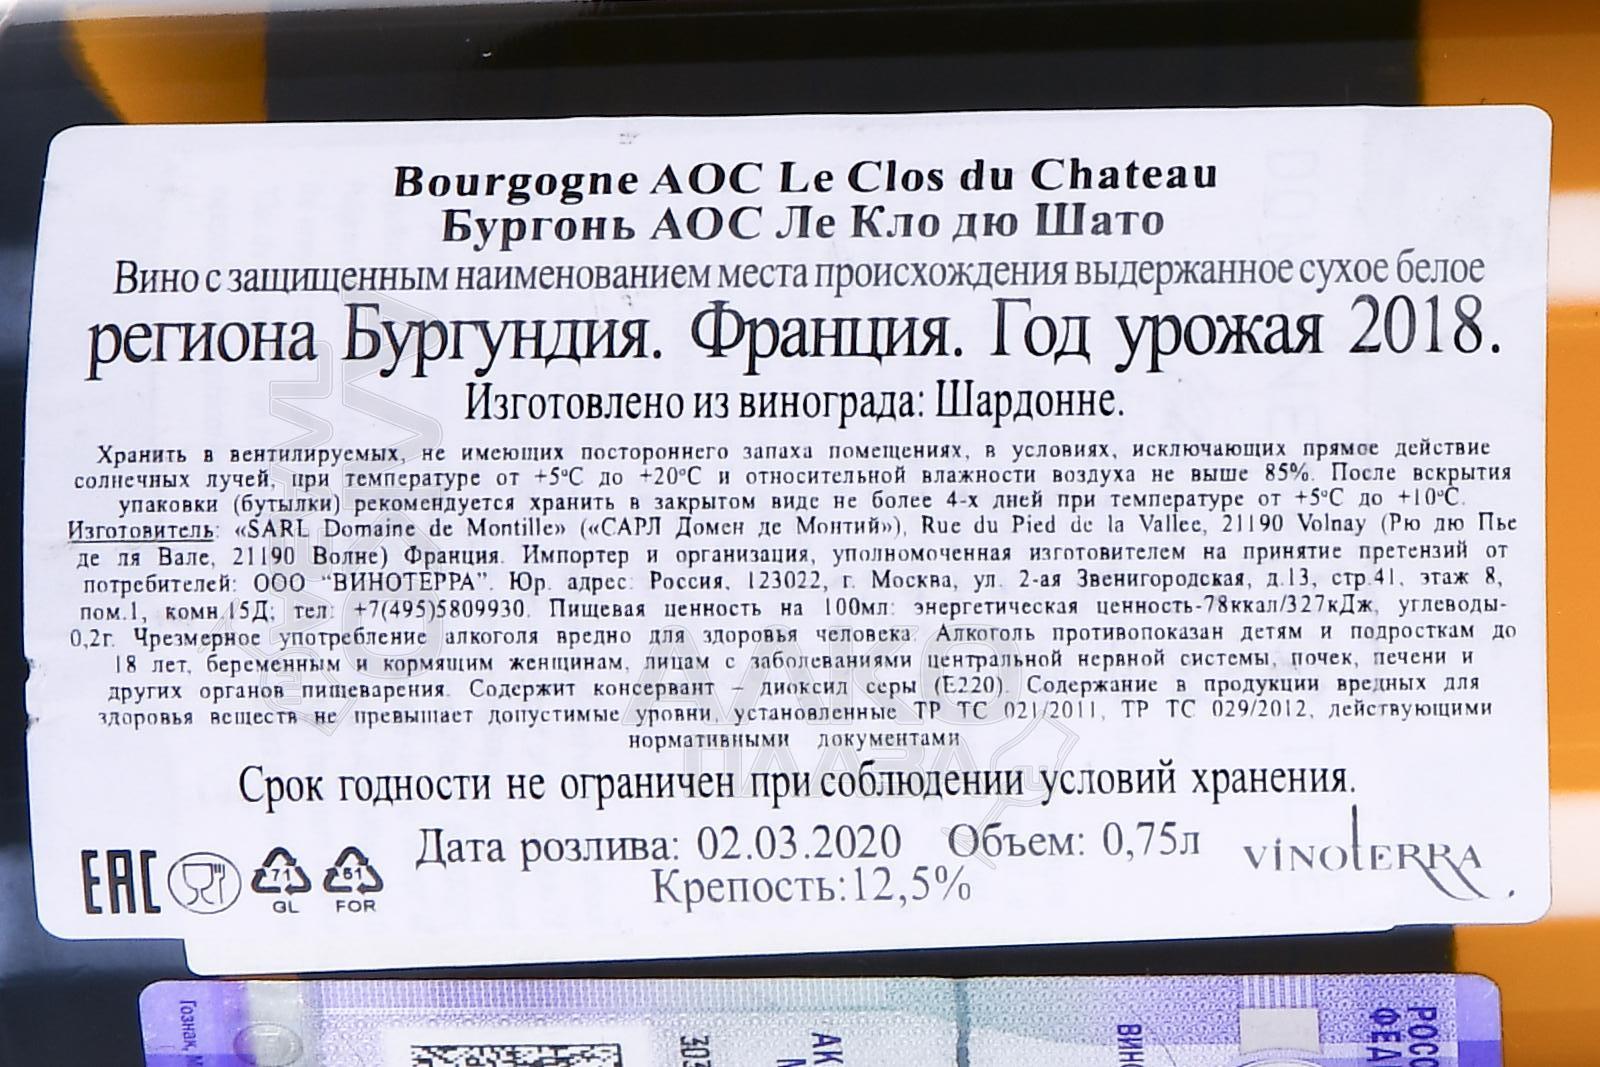 Bourgogne AOC Le Clos du Chateau
Бургонь АОС Ле Кло дю Шато
Вино с защищенным наименованием места происхождения выдержанное сухое белое
региона Бургундия. Франция. Год урожая 2018.
Изготовлено из винограда: Шардонне.
Хранить в вентилируемых, не имеющих постороннего запаха помещениях, в условиях, исключающих прямое действие
солнечных лучей, при температуре от +5°С до +20°С и относительной влажности воздуха не выше 85%. После вскрытия
упаковки (бутылки) рекомендуется хранить в закрытом виде не более 4-х дней при температуре от +5°С до +10°С.
Изготовитель: «SARL Domaine de Montille» («САРЛ Домен де Монтий»), Rue du Pied de la Vallee, 21190 Volnay (Рю дю Пье
де ля Вале, 21190 Волне) Франция. Импортер и организация, уполномоченная изготовителем на принятие претензий от
потребителей: ООО "ВИНОТЕРРА". Юр. адрес: Россия, 123022, г. Москва, ул. 2-ая Звенигородская, д.13, стр.41, этаж 8,
пом.1, комн.15Д; тел: +7(495)5809930. Пищевая ценность на 100мл: энергетическая ценность-78ккал/327кДж, углеводы-
0,2г. Чрезмерное употребление алкоголя вредно для здоровья человека. Алкоголь противопоказан детям и подросткам до
18 лет, беременным и кормящим женщинам, лицам с заболеваниями центральной нервной системы, почек, печени и
других органов пищеварения. Содержит консервант – диоксид серы (Е220). Содержание в продукции вредных для
здоровья веществ не превышает допустимые уровни, установленные ТР ТС 021/2011, ТР ТС 029/2012, действующими
нормативными документами
Срок годности не ограничен при соблюдении условий хранения.
Дата розлива: 02.03.2020 Объем: 0,75л
Крепость:12,5%
EAC
71
GL
51
FOR
VINOTERRA
АЛКО
ПЛАЗА
Гознак, М
303
АК
ВИН
РОСС
ФЕД